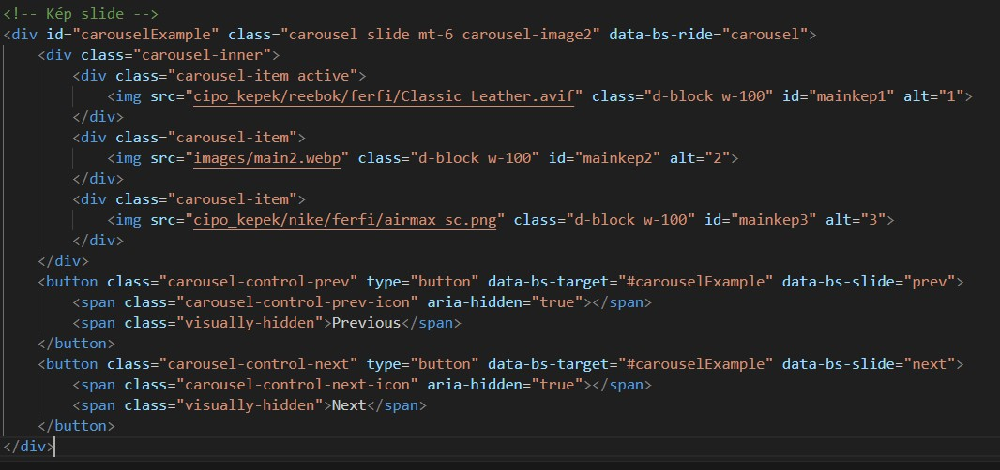 <!-- Kép slide -->
<div id="carouselExample" class="carousel slide mt-6 carousel-image2" data-bs-ride="carousel">
    <div class="carousel-inner">
        <div class="carousel-item active">
            <img src="cipo_kepek/reebok/ferfi/Classic Leather.avif" class="d-block w-100" id="mainkep1" alt="1">
        </div>
        <div class="carousel-item">
            <img src="images/main2.webp" class="d-block w-100" id="mainkep2" alt="2">
        </div>
        <div class="carousel-item">
            <img src="cipo_kepek/nike/ferfi/airmax sc.png" class="d-block w-100" id="mainkep3" alt="3">
        </div>
    </div>
    <button class="carousel-control-prev" type="button" data-bs-target="#carouselExample" data-bs-slide="prev">
        <span class="carousel-control-prev-icon" aria-hidden="true"></span>
        <span class="visually-hidden">Previous</span>
    </button>
    <button class="carousel-control-next" type="button" data-bs-target="#carouselExample" data-bs-slide="next">
        <span class="carousel-control-next-icon" aria-hidden="true"></span>
        <span class="visually-hidden">Next</span>
    </button>
</div>